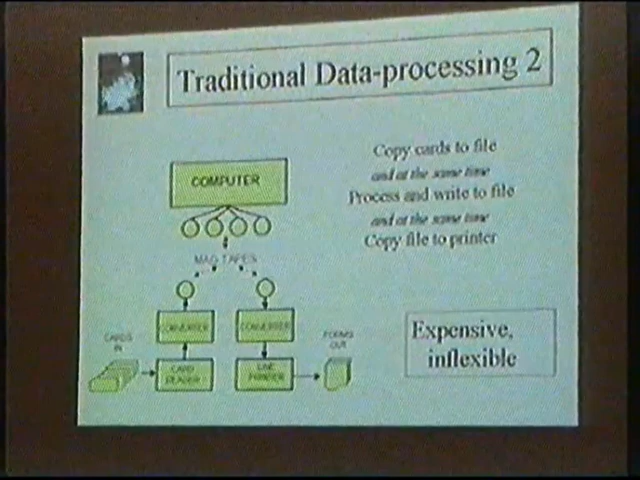 Traditional Data-processing 2
Copy cards to file
and at the same time
Process and write to file
and at the same time
Copy file to printer
COMPUTER
MAG TAPES
CONVERTER
CONVERTER
CARDS
IN
CARD
READER
LINE
PRINTER
FORMS
OUT
Expensive,
inflexible